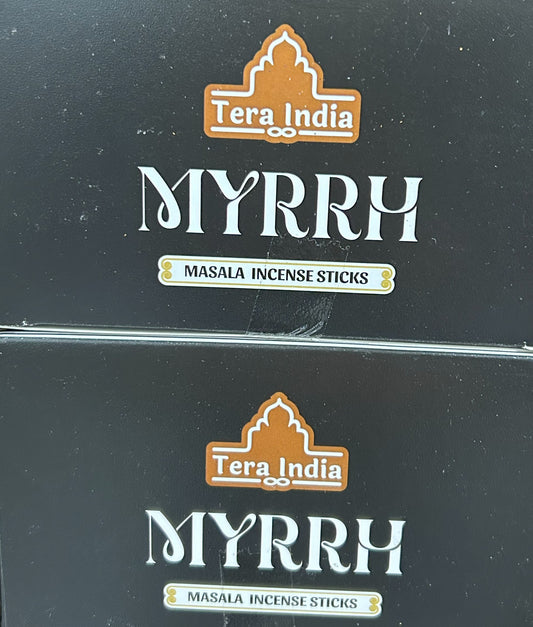 Tera India
MYRRH
MASALA INCENSE STICKS
Tera India
MYRRH
MASALA INCENSE STICKS